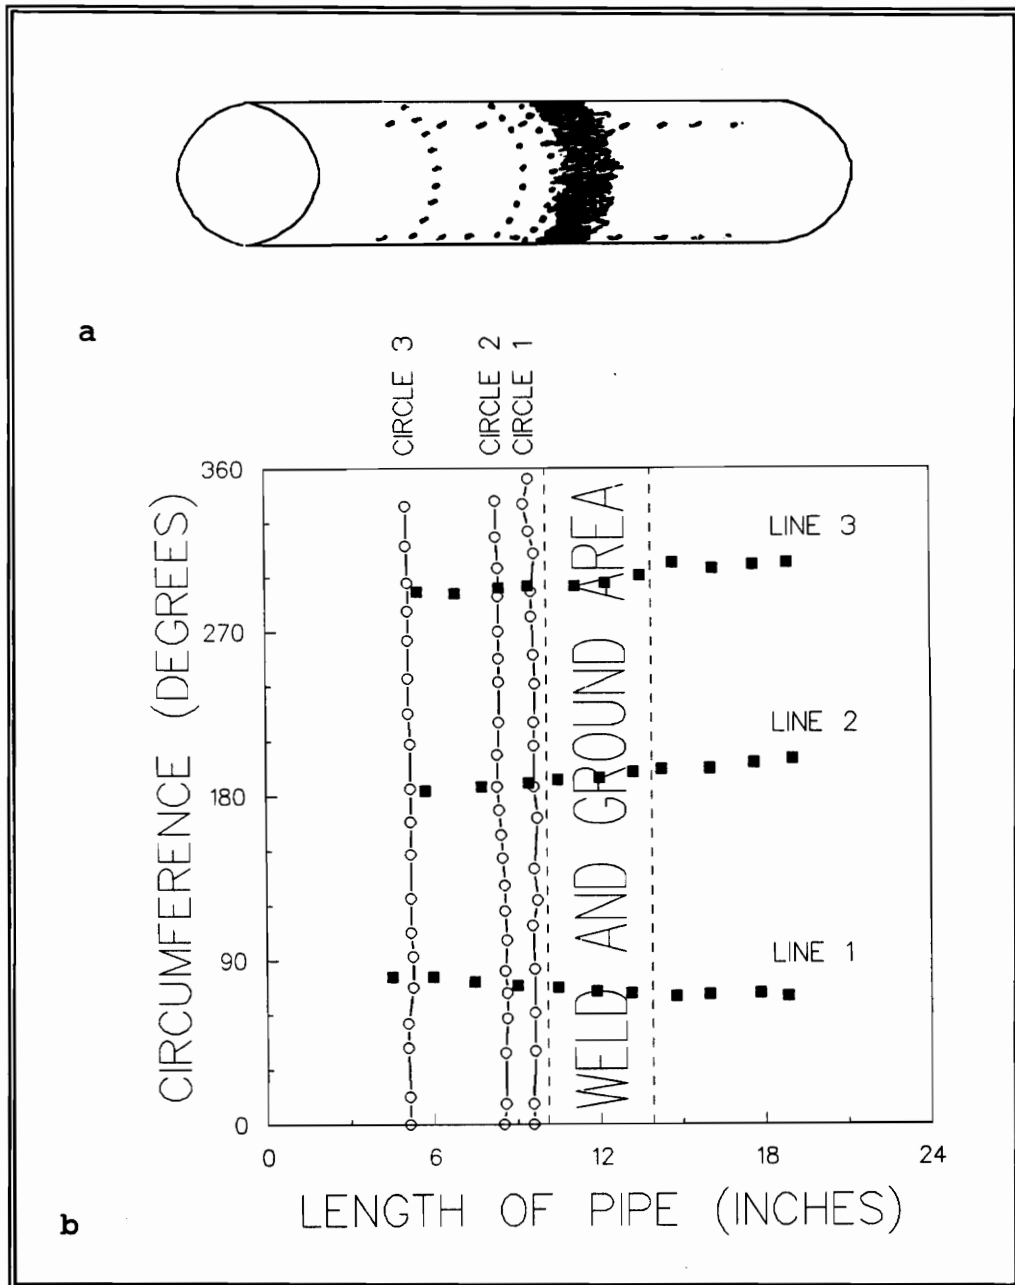 a
CIRCLE 3
CIRCLE 2
CIRCLE 1
360
270
180
90
0
CIRCUMFERENCE (DEGREES)
WELD AND GROUND AREA
LINE 3
LINE 2
LINE 1
0 6 12 18 24
LENGTH OF PIPE (INCHES)
b